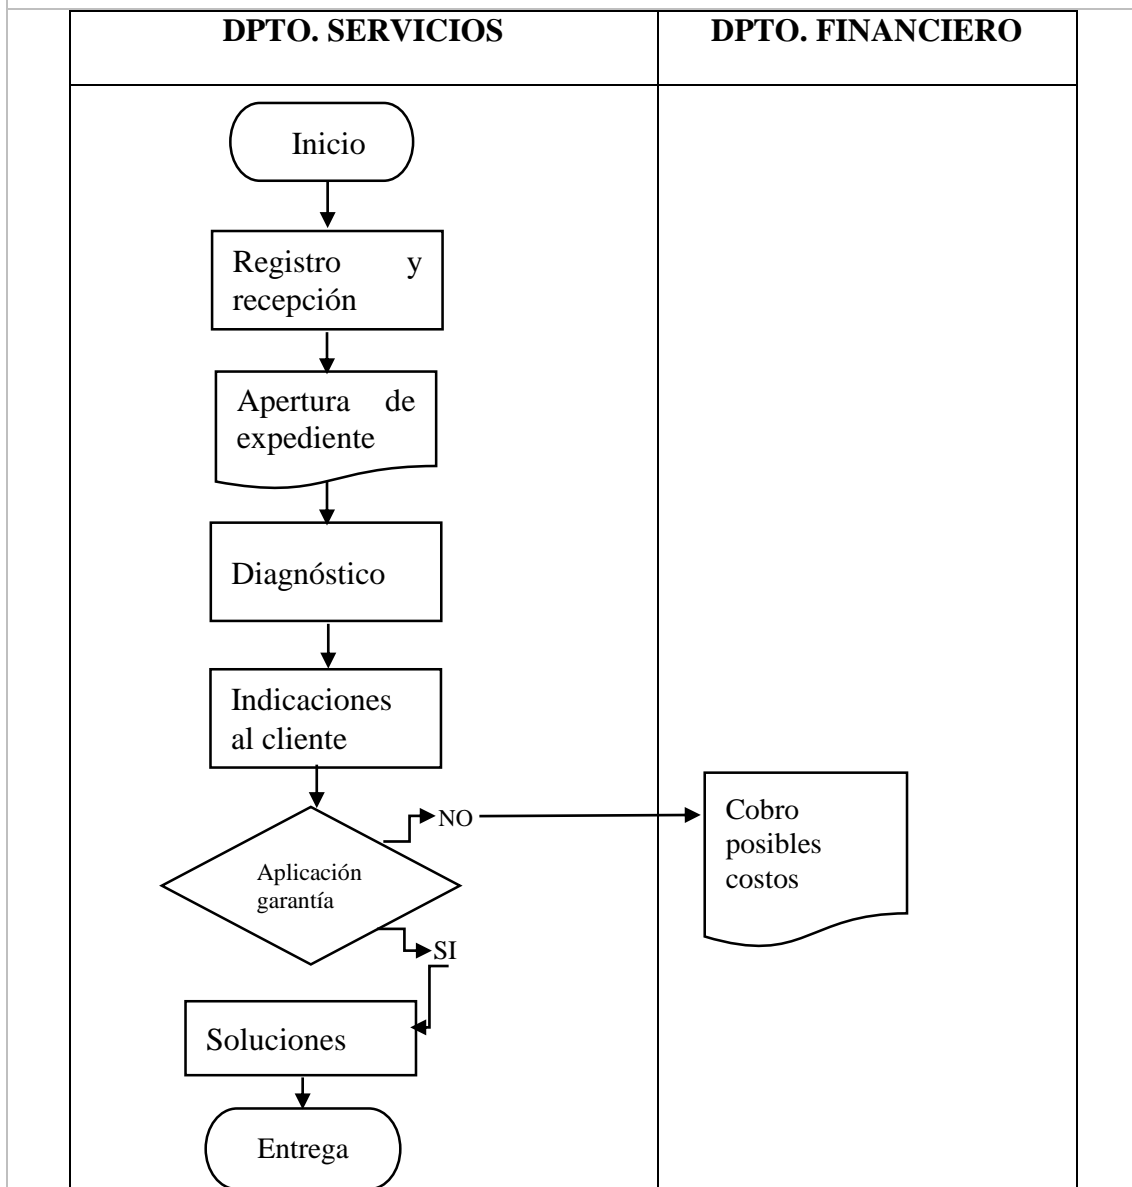 DPTO. SERVICIOS
DPTO. FINANCIERO
Inicio
Registro y
recepción
Apertura de
expediente
Diagnóstico
Indicaciones
al cliente
NO
Cobro
posibles
costos
Aplicación
garantía
SI
Soluciones
Entrega